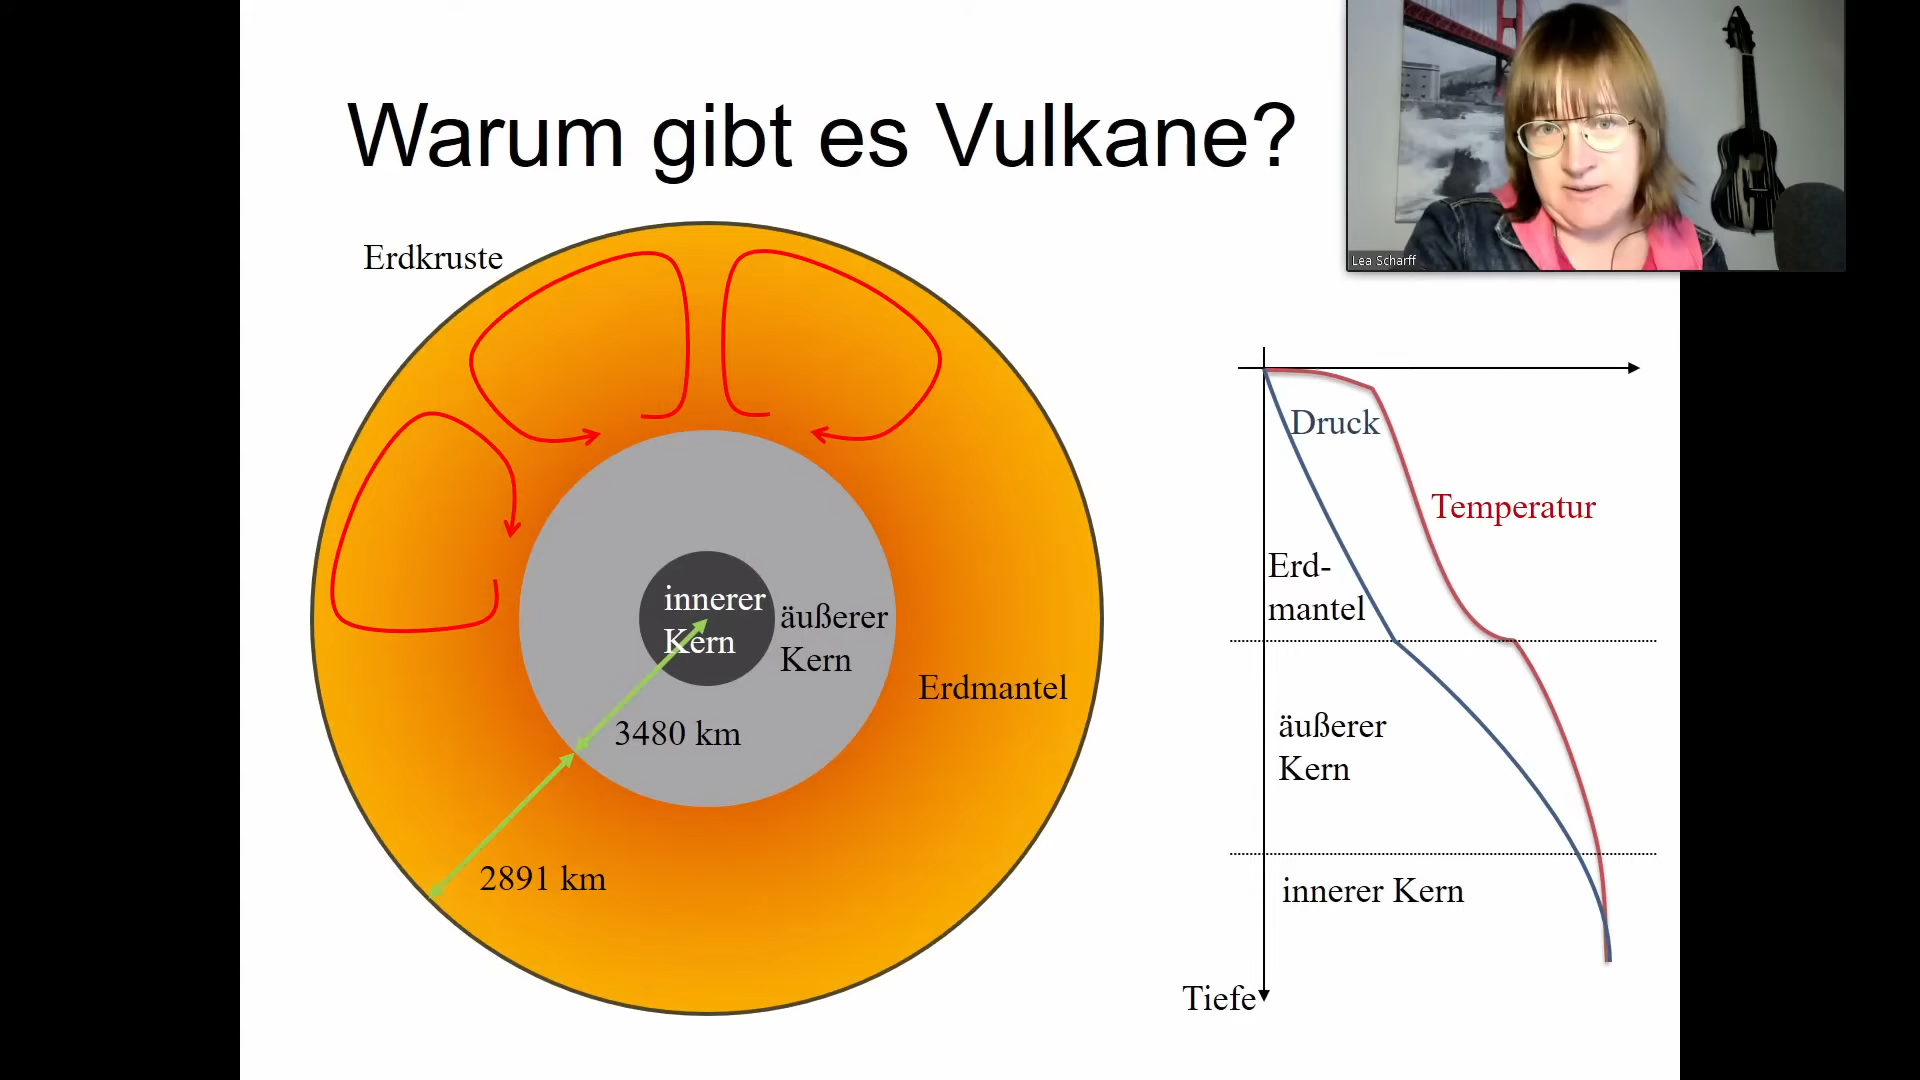 Warum gibt es Vulkane?
Lea Scharff
Erdkruste
innerer
Kern
äußerer
Kern
Erdmantel
3480 km
2891 km
Druck
Temperatur
Erd-
mantel
äußerer
Kern
innerer Kern
Tiefe